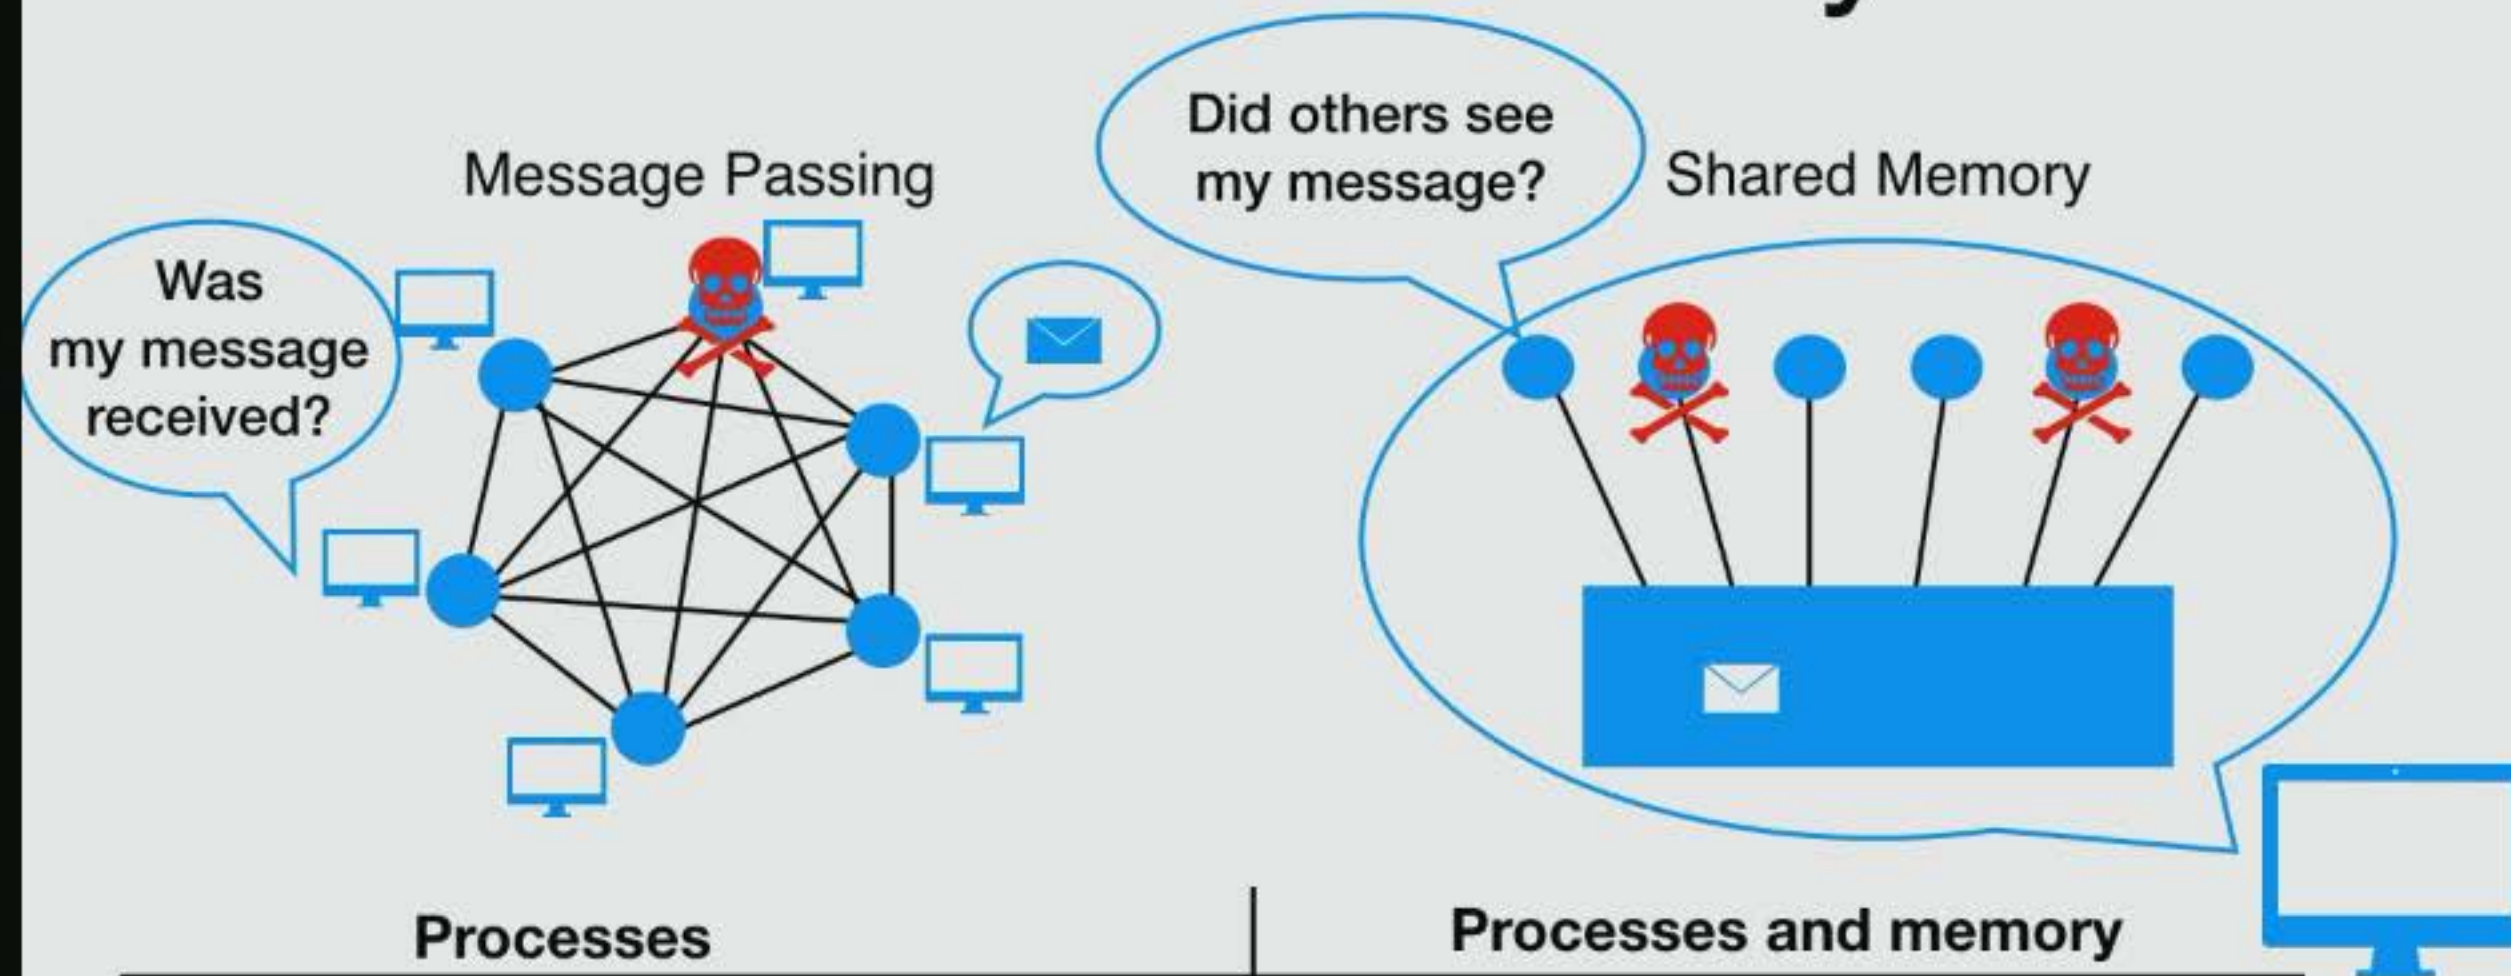 Message Passing
Was
my message
received?
Did others see
my message?
Shared Memory
Processes
Processes and memory